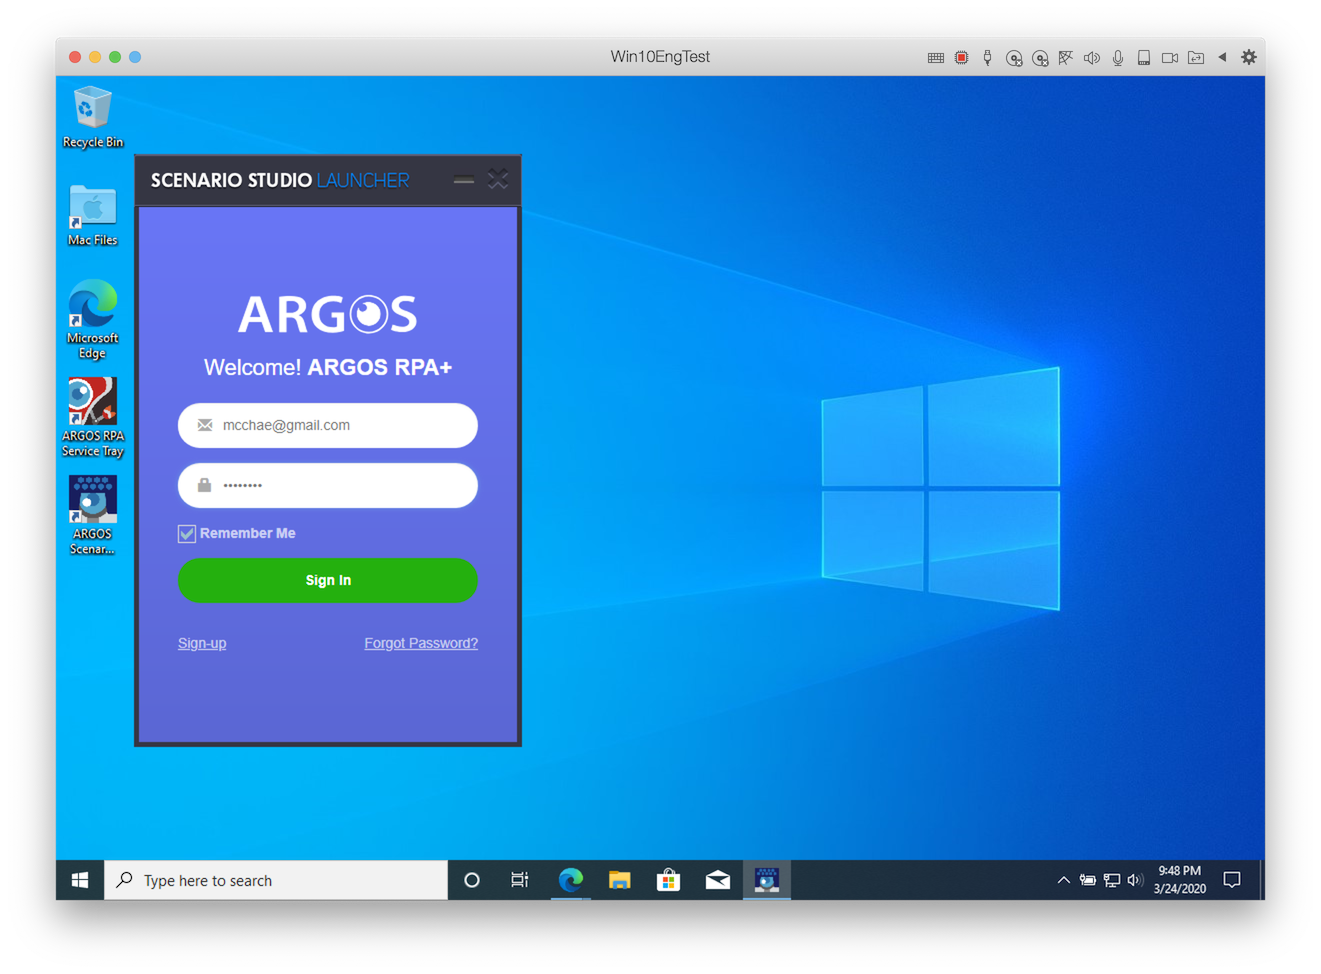 Win10EngTest
Recycle Bin
Mac Files
Microsoft
Edge
ARGOS RPA
Service Tray
ARGOS
Scenar...
SCENARIO STUDIO LAUNCHER
ARGOS
Welcome! ARGOS RPA+
mcchae@gmail.com
••••••••
Remember Me
Sign In
Sign-up
Forgot Password?
Type here to search
9:48 PM
3/24/2020